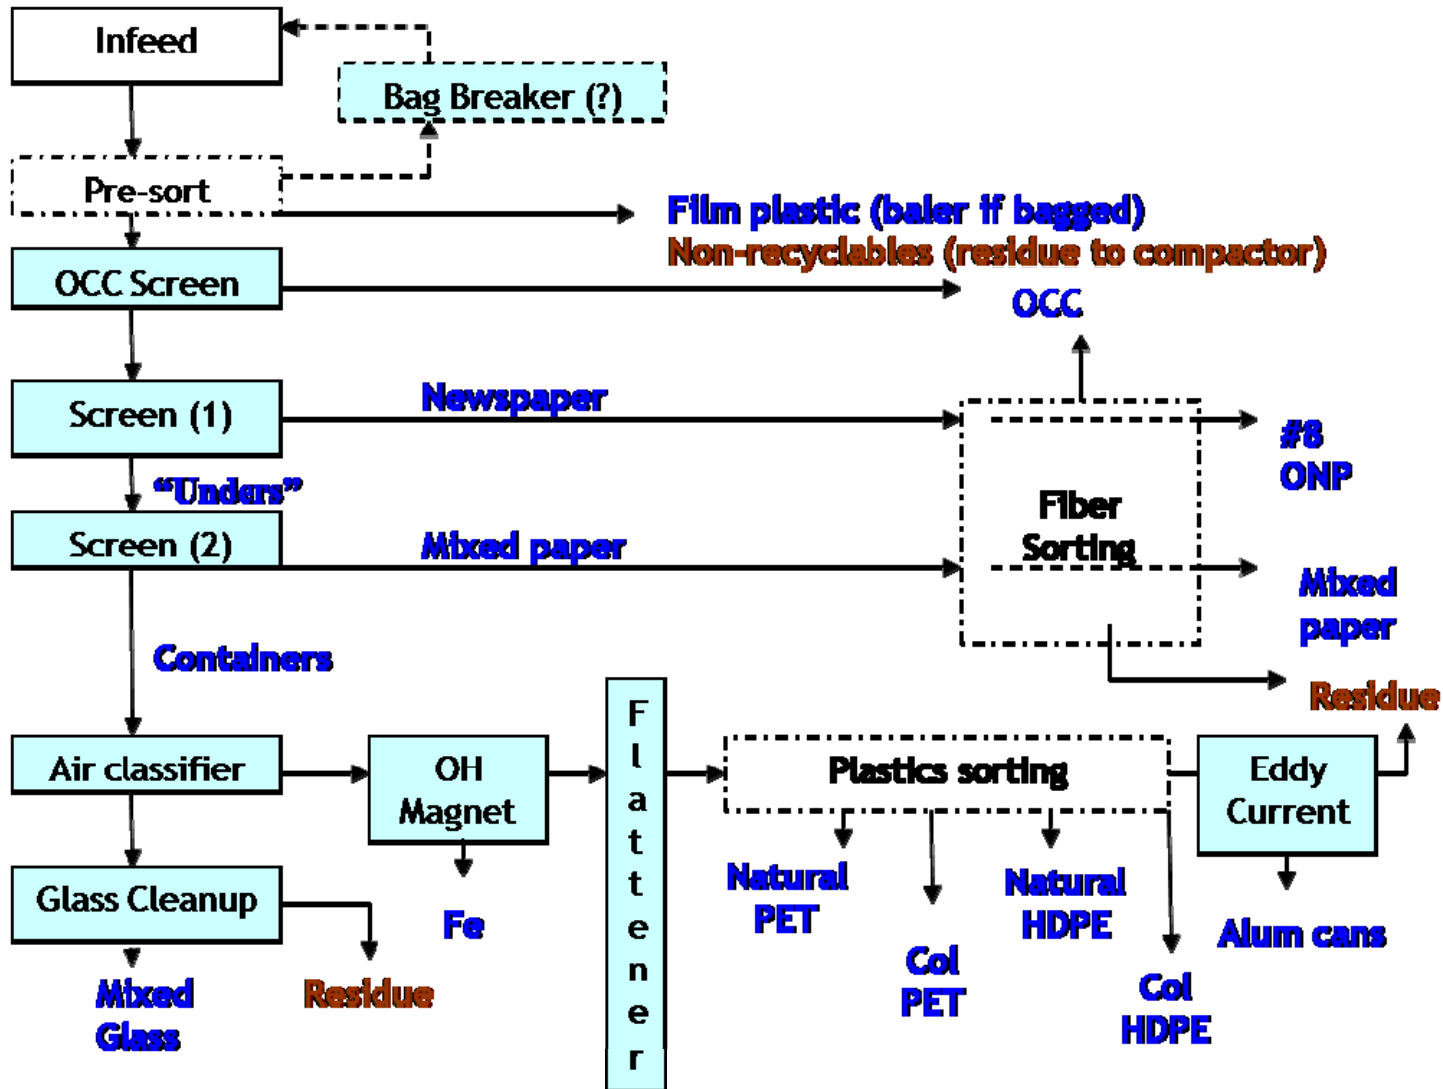 Infeed
Bag Breaker (?)
Pre-sort
Film plastic (baler if bagged)
Non-recyclables (residue to compactor)
OCC Screen
OCC
Screen (1)
Newspaper
#8
ONP
"Unders"
Fiber
Sorting
Screen (2)
Mixed paper
Mixed
paper
Containers
Residue
Air classifier
OH
Magnet
Flattener
Plastics sorting
Eddy
Current
Glass Cleanup
Fe
Natural
PET
Natural
HDPE
Alum cans
Col
PET
Col
HDPE
Mixed
Glass
Residue